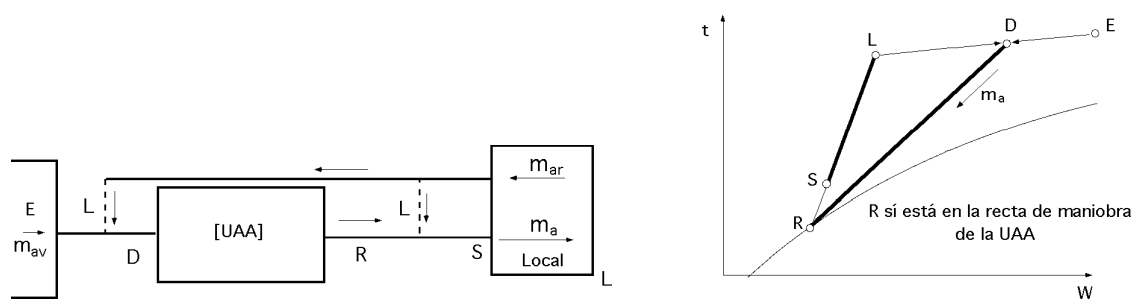 E
m_av
L
D
[UAA]
R
L
S
m_ar
m_a
Local
L
t
L
D
E
m_a
S
R
R sí está en la recta de maniobra
de la UAA
W